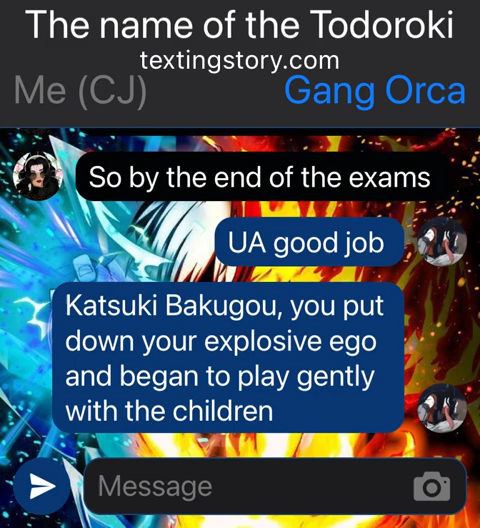 The name of the Todoroki
textingstory.com
Me (CJ)
Gang Orca
So by the end of the exams
UA good job
Katsuki Bakugou, you put
down your explosive ego
and began to play gently
with the children
Message